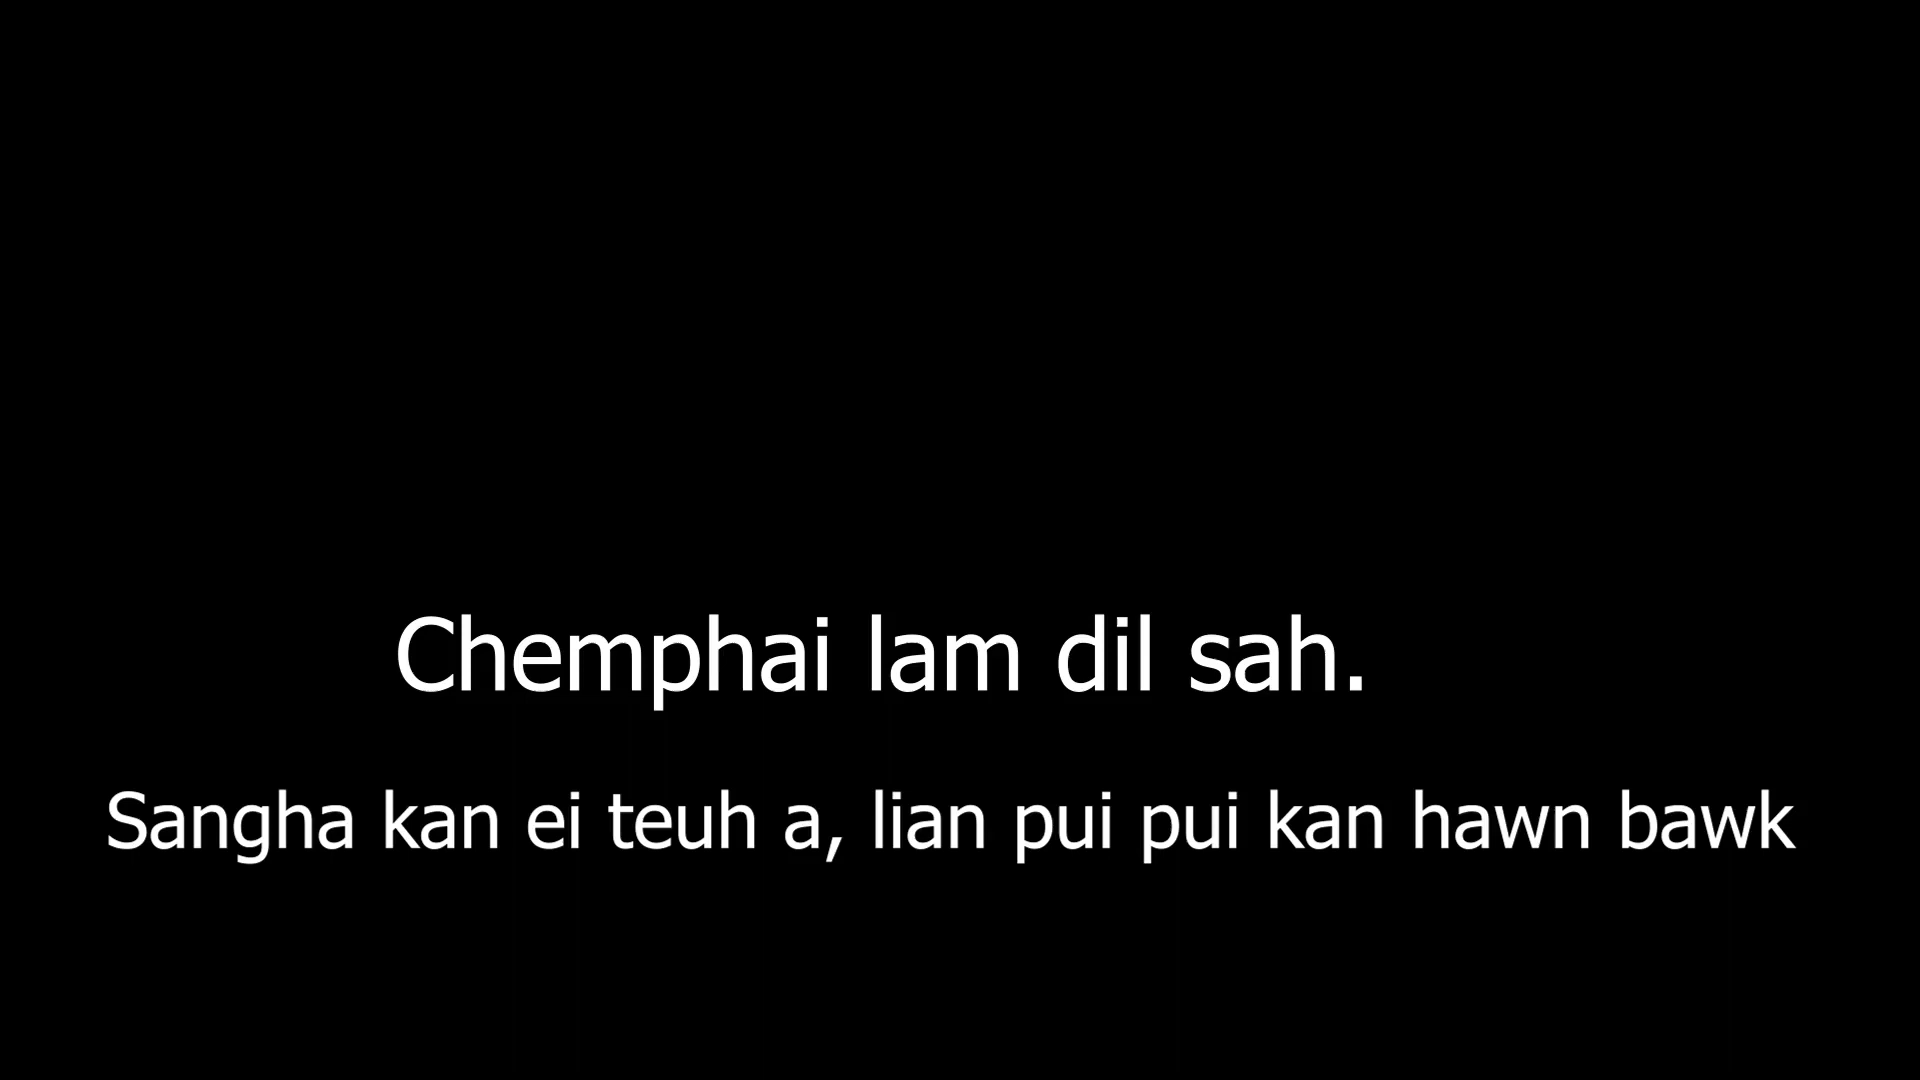 Chemphai lam dil sah.
Sangha kan ei teuh a, lian pui pui kan hawn bawk